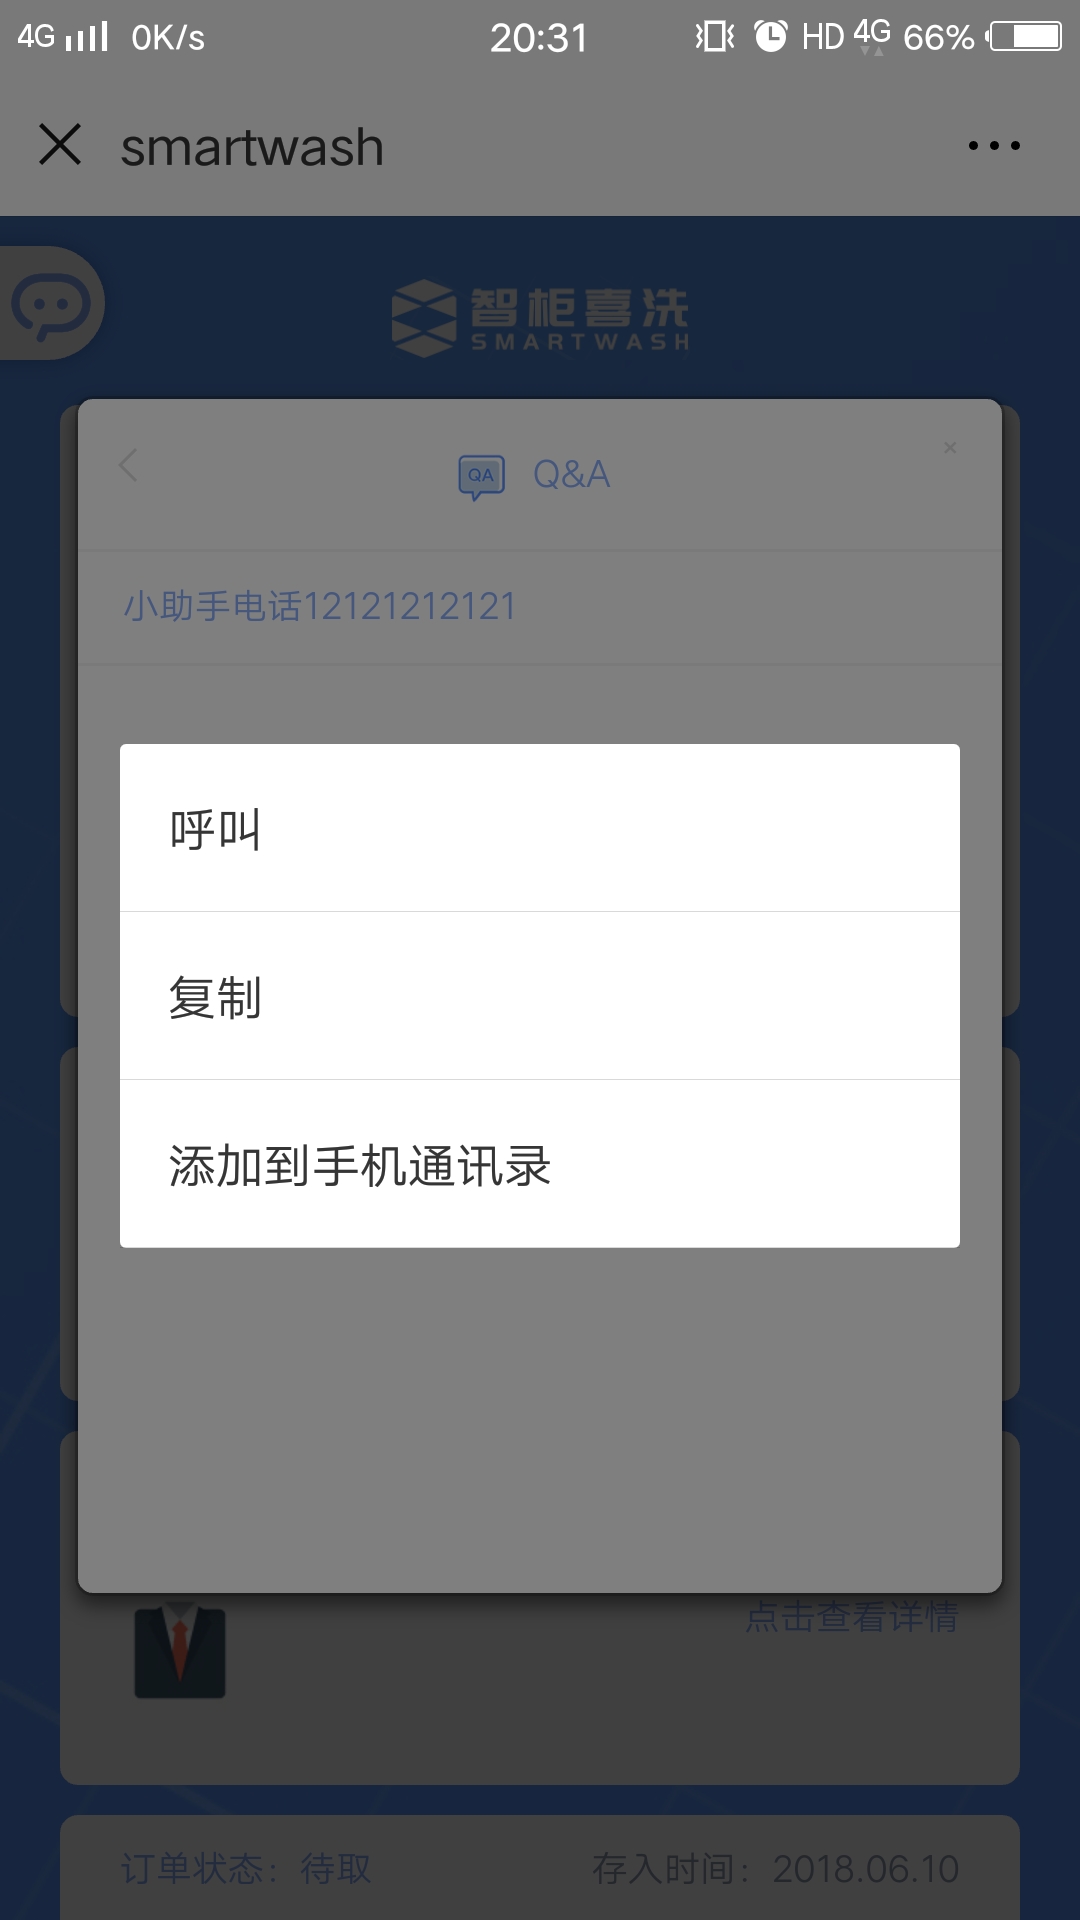 4G 0K/s 20:31 HD 4G 66%
smartwash
智柜喜洗
SMARTWASH
QA Q&A
小助手电话12121212121
呼叫
复制
添加到手机通讯录
点击查看详情
订单状态：待取 存入时间：2018.06.10